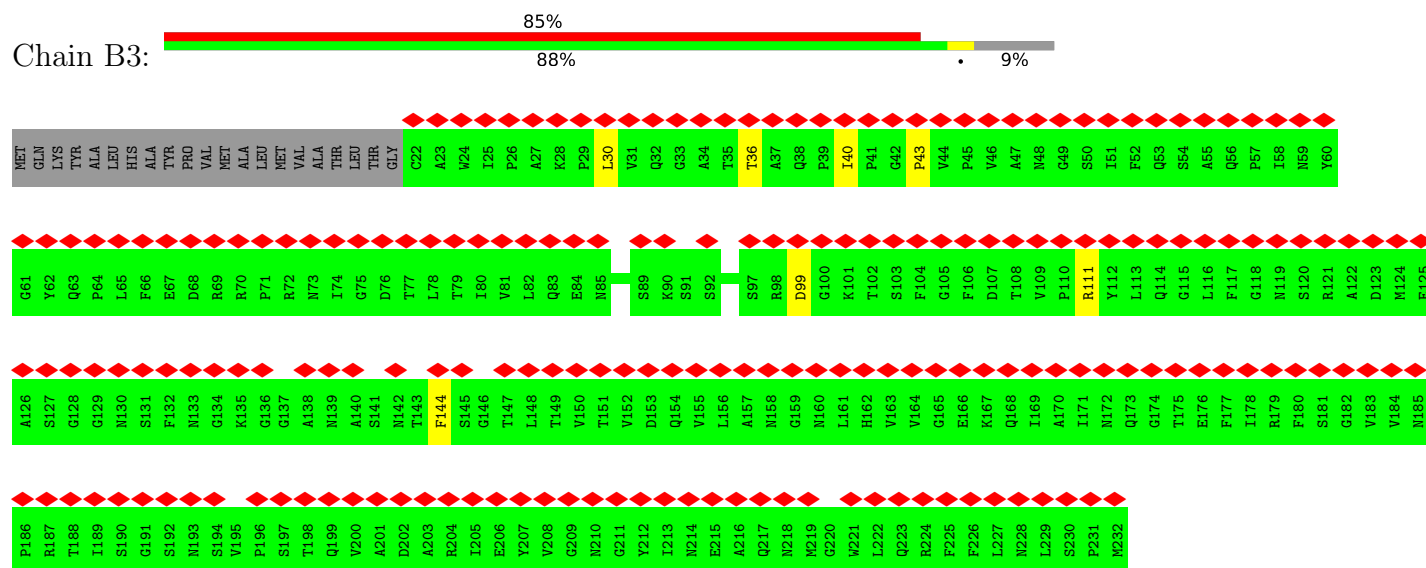 85%
Chain B3:
88% • 9%
MET GLN LYS TYR ALA LEU HIS ALA TYR PRO VAL MET ALA LEU MET VAL ALA THR LEU THR GLY C22 A23 W24 I25 P26 A27 K28 P29 L30 V31 Q32 G33 A34 T35 T36 A37 Q38 P39 I40 P41 G42 P43 V44 P45 V46 A47 N48 G49 S50 I51 F52 Q53 S54 A55 Q56 P57 I58 N59 Y60
G61 Y62 Q63 P64 L65 F66 E67 D68 R69 R70 P71 R72 N73 I74 G75 D76 T77 L78 T79 I80 V81 L82 Q83 E84 N85 S89 K90 S91 S92 S97 R98 D99 G100 K101 T102 S103 F104 G105 F106 D107 T108 V109 P110 R111 Y112 L113 Q114 G115 L116 F117 G118 N119 S120 R121 A122 D123 M124 E125
A126 S127 G128 G129 N130 S131 F132 N133 G134 K135 G136 G137 A138 N139 A140 S141 N142 T143 F144 S145 G146 T147 L148 T149 V150 T151 V152 D153 Q154 V155 L156 A157 N158 G159 N160 L161 H162 V163 V164 G165 E166 K167 Q168 I169 A170 I171 N172 Q173 G174 T175 E176 F177 I178 R179 F180 S181 G182 V183 V184 N185
P186 R187 T188 I189 S190 G191 S192 N193 S194 V195 P196 S197 T198 Q199 V200 A201 D202 A203 R204 I205 E206 Y207 V208 G209 N210 G211 Y212 I213 N214 E215 A216 Q217 N218 M219 G220 W221 L222 Q223 R224 F225 F226 L227 N228 L229 S230 P231 M232